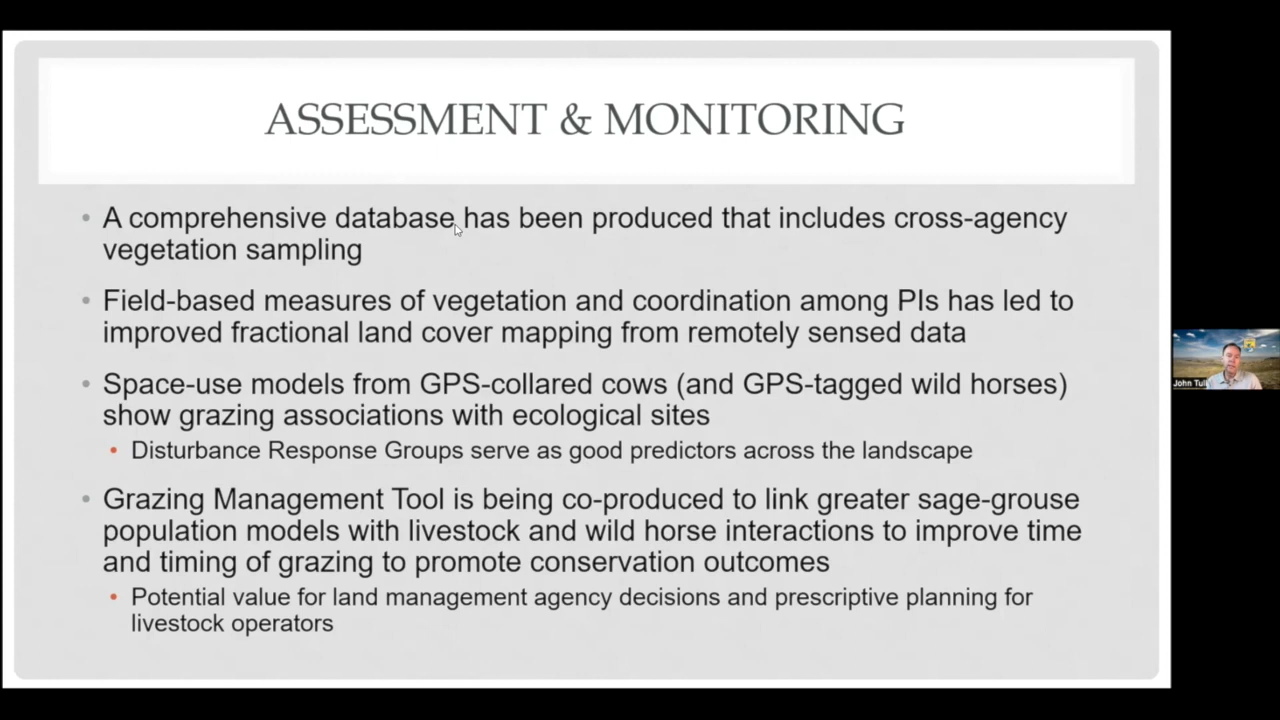 ASSESSMENT & MONITORING
• A comprehensive database has been produced that includes cross-agency
vegetation sampling
• Field-based measures of vegetation and coordination among PIs has led to
improved fractional land cover mapping from remotely sensed data
• Space-use models from GPS-collared cows (and GPS-tagged wild horses)
show grazing associations with ecological sites
• Disturbance Response Groups serve as good predictors across the landscape
• Grazing Management Tool is being co-produced to link greater sage-grouse
population models with livestock and wild horse interactions to improve time
and timing of grazing to promote conservation outcomes
• Potential value for land management agency decisions and prescriptive planning for
livestock operators
John